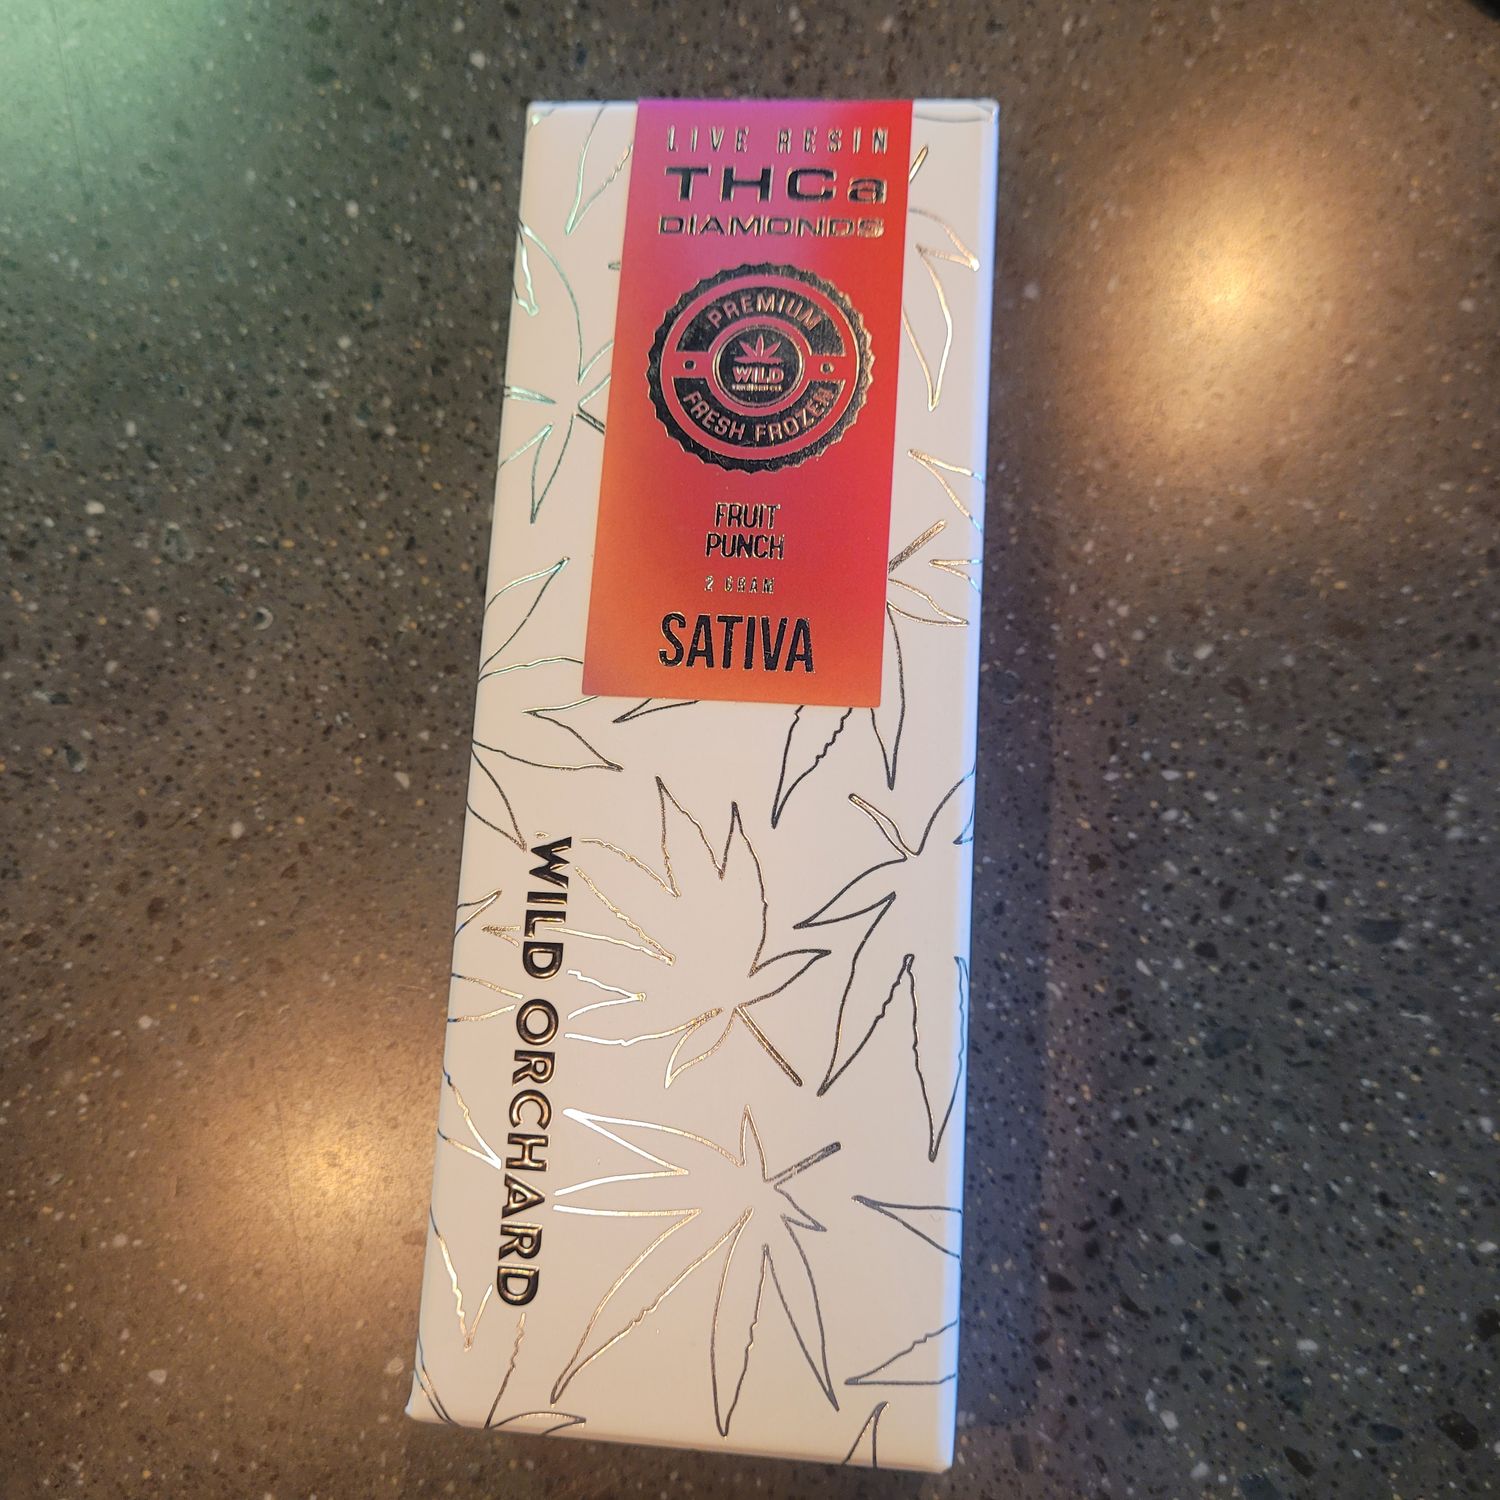 LIVE RESIN
THCa
DIAMONDS
PREMIUM
WILD
FRESH FROZEN
FRUIT
PUNCH
2 GRAM
SATIVA
WILD ORCHARD